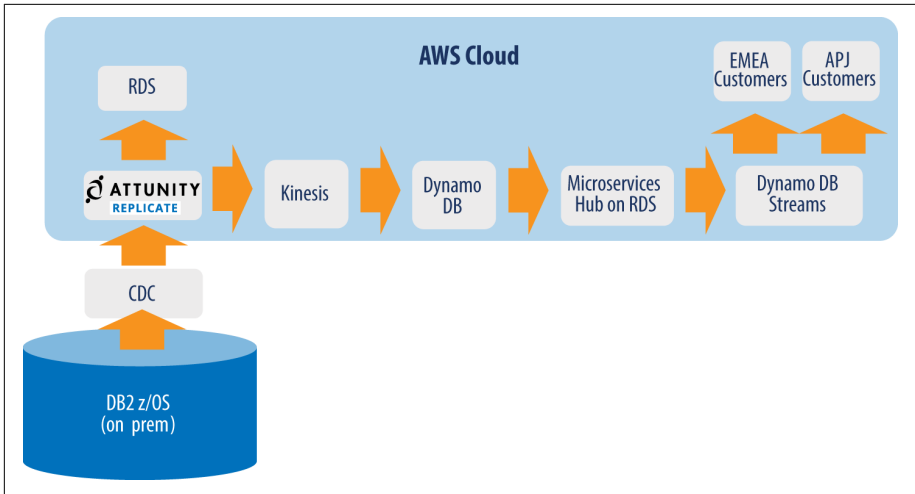 AWS Cloud
EMEA
Customers
APJ
Customers
RDS
ATTUNITY
REPLICATE
Kinesis
Dynamo
DB
Microservices
Hub on RDS
Dynamo DB
Streams
CDC
DB2 z/OS
(on prem)